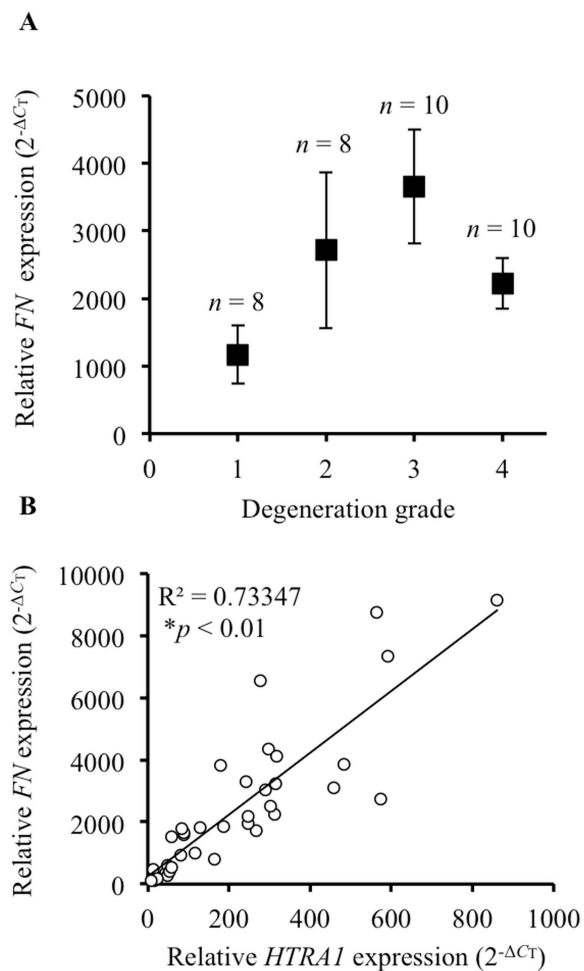 A
Relative FN expression (2^-ΔCT)
5000
4000
3000
2000
1000
0
n = 8
n = 8
n = 10
n = 10
0 1 2 3 4
Degeneration grade
B
Relative FN expression (2^-ΔCT)
10000
8000
6000
4000
2000
0
R² = 0.73347
*p < 0.01
0 200 400 600 800 1000
Relative HTRA1 expression (2^-ΔCT)